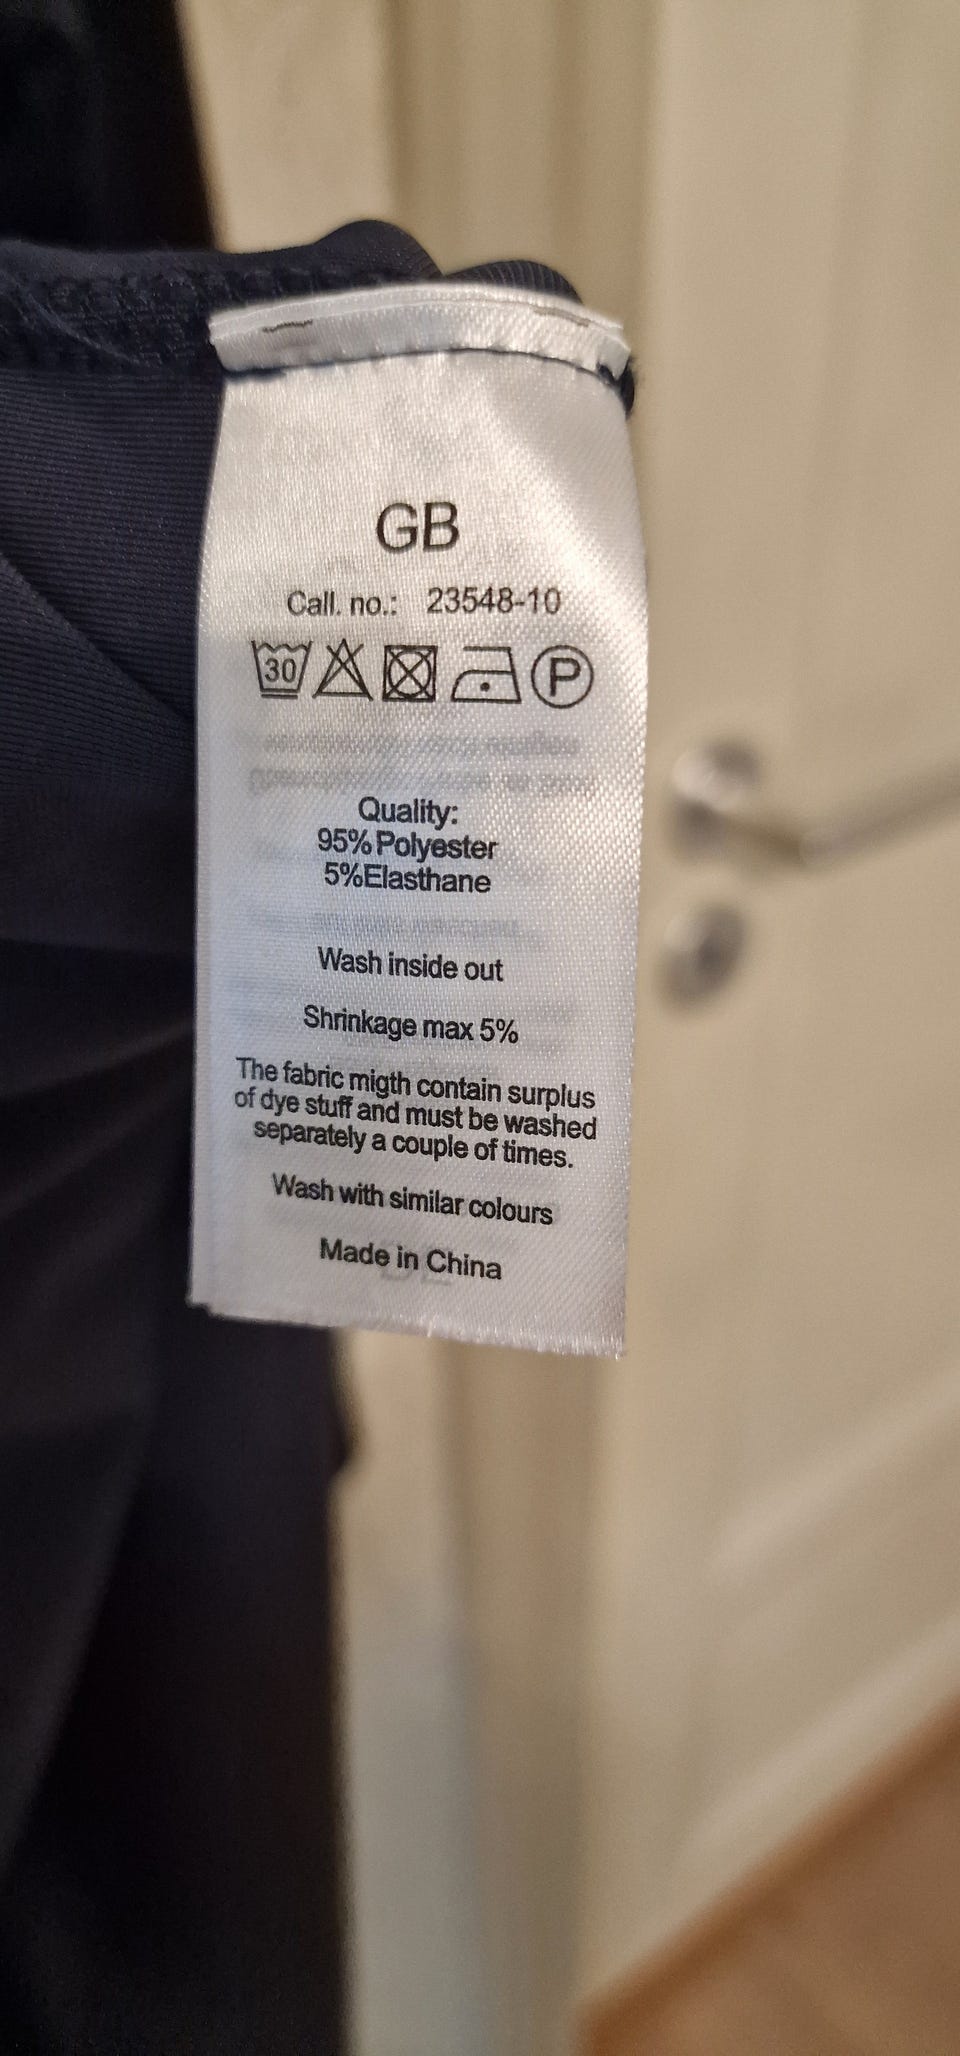 GB
Call. no.: 23548-10
30 P
Quality:
95% Polyester
5%Elasthane
Wash inside out
Shrinkage max 5%
The fabric migth contain surplus
of dye stuff and must be washed
separately a couple of times.
Wash with similar colours
Made in China